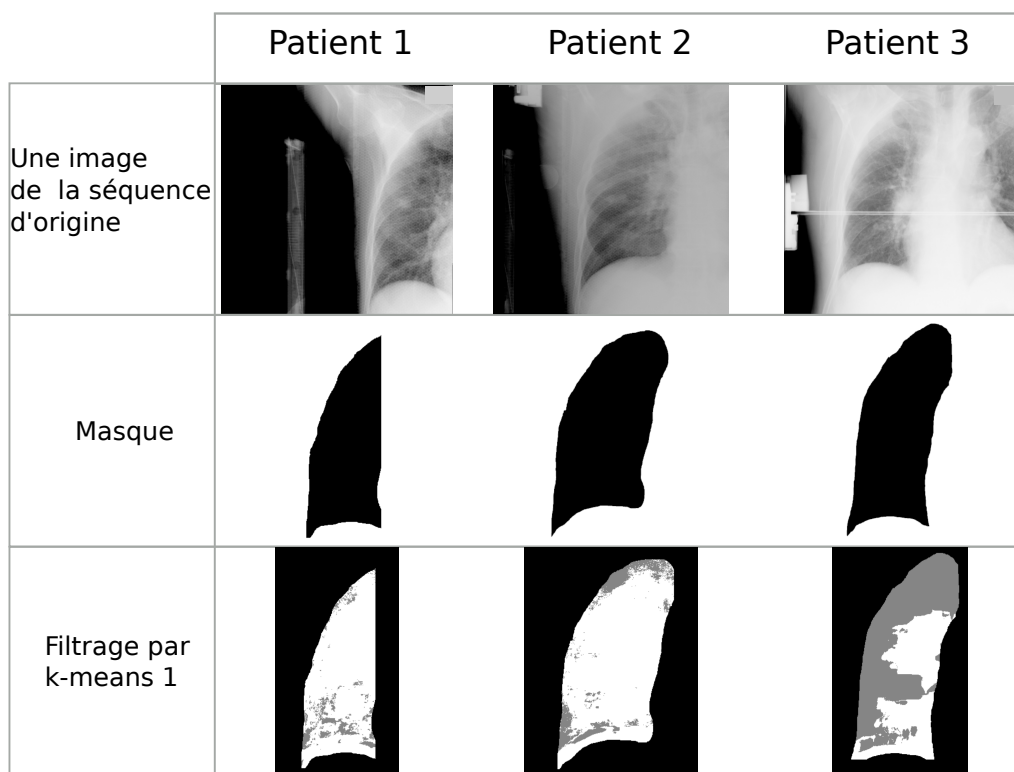 Patient 1
Patient 2
Patient 3
Une image
de la séquence
d'origine
Masque
Filtrage par
k-means 1